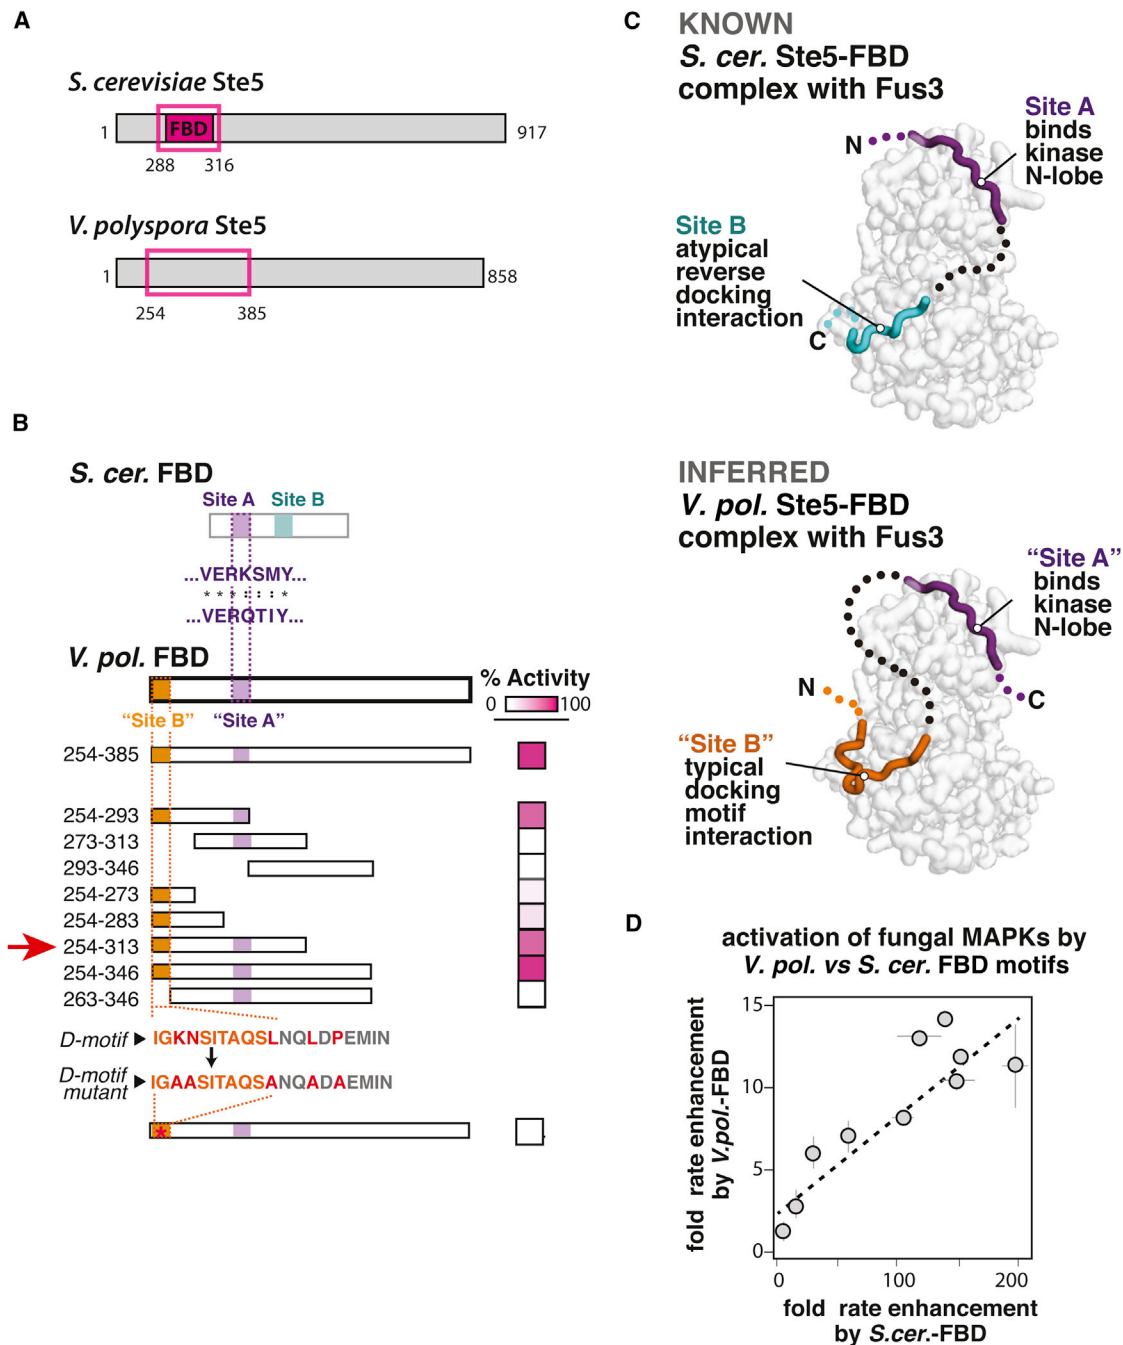 A
S. cerevisiae Ste5
1
FBD
917
288
316
V. polyspora Ste5
1
858
254
385
B
S. cer. FBD
Site A
Site B
...VERKSMY...
* * * : : : *
...VERQTIY...
V. pol. FBD
% Activity
0
100
“Site B”
“Site A”
254-385
254-293
273-313
293-346
254-273
254-283
254-313
254-346
263-346
D-motif
IGKNSITAQSLNQLDPEMIN
D-motif
mutant
IGAASITAQSANQADAEMIN
*
C
KNOWN
S. cer. Ste5-FBD
complex with Fus3
Site A
binds
kinase
N-lobe
N
Site B
atypical
reverse
docking
interaction
C
INFERRED
V. pol. Ste5-FBD
complex with Fus3
“Site A”
binds
kinase
N-lobe
N
C
“Site B”
typical
docking
motif
interaction
D
activation of fungal MAPKs by
V. pol. vs S. cer. FBD motifs
fold rate enhancement
by V.pol.-FBD
15
10
5
0
0
100
200
fold rate enhancement
by S.cer.-FBD